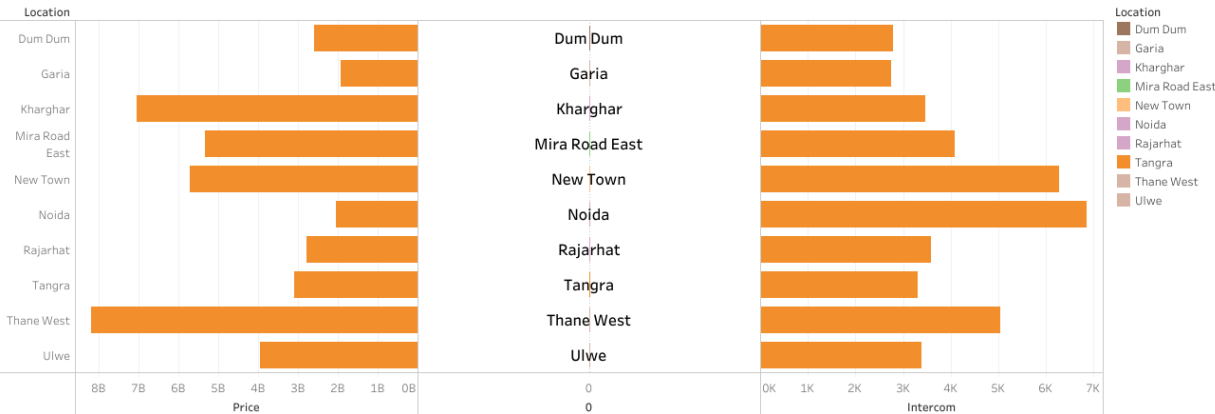 Location
Dum Dum
Garia
Kharghar
Mira Road
East
New Town
Noida
Rajarhat
Tangra
Thane West
Ulwe
8B 7B 6B 5B 4B 3B 2B 1B 0B
Price
Dum Dum
Garia
Kharghar
Mira Road East
New Town
Noida
Rajarhat
Tangra
Thane West
Ulwe
0
0
0K 1K 2K 3K 4K 5K 6K 7K
Intercom
Location
Dum Dum
Garia
Kharghar
Mira Road East
New Town
Noida
Rajarhat
Tangra
Thane West
Ulwe